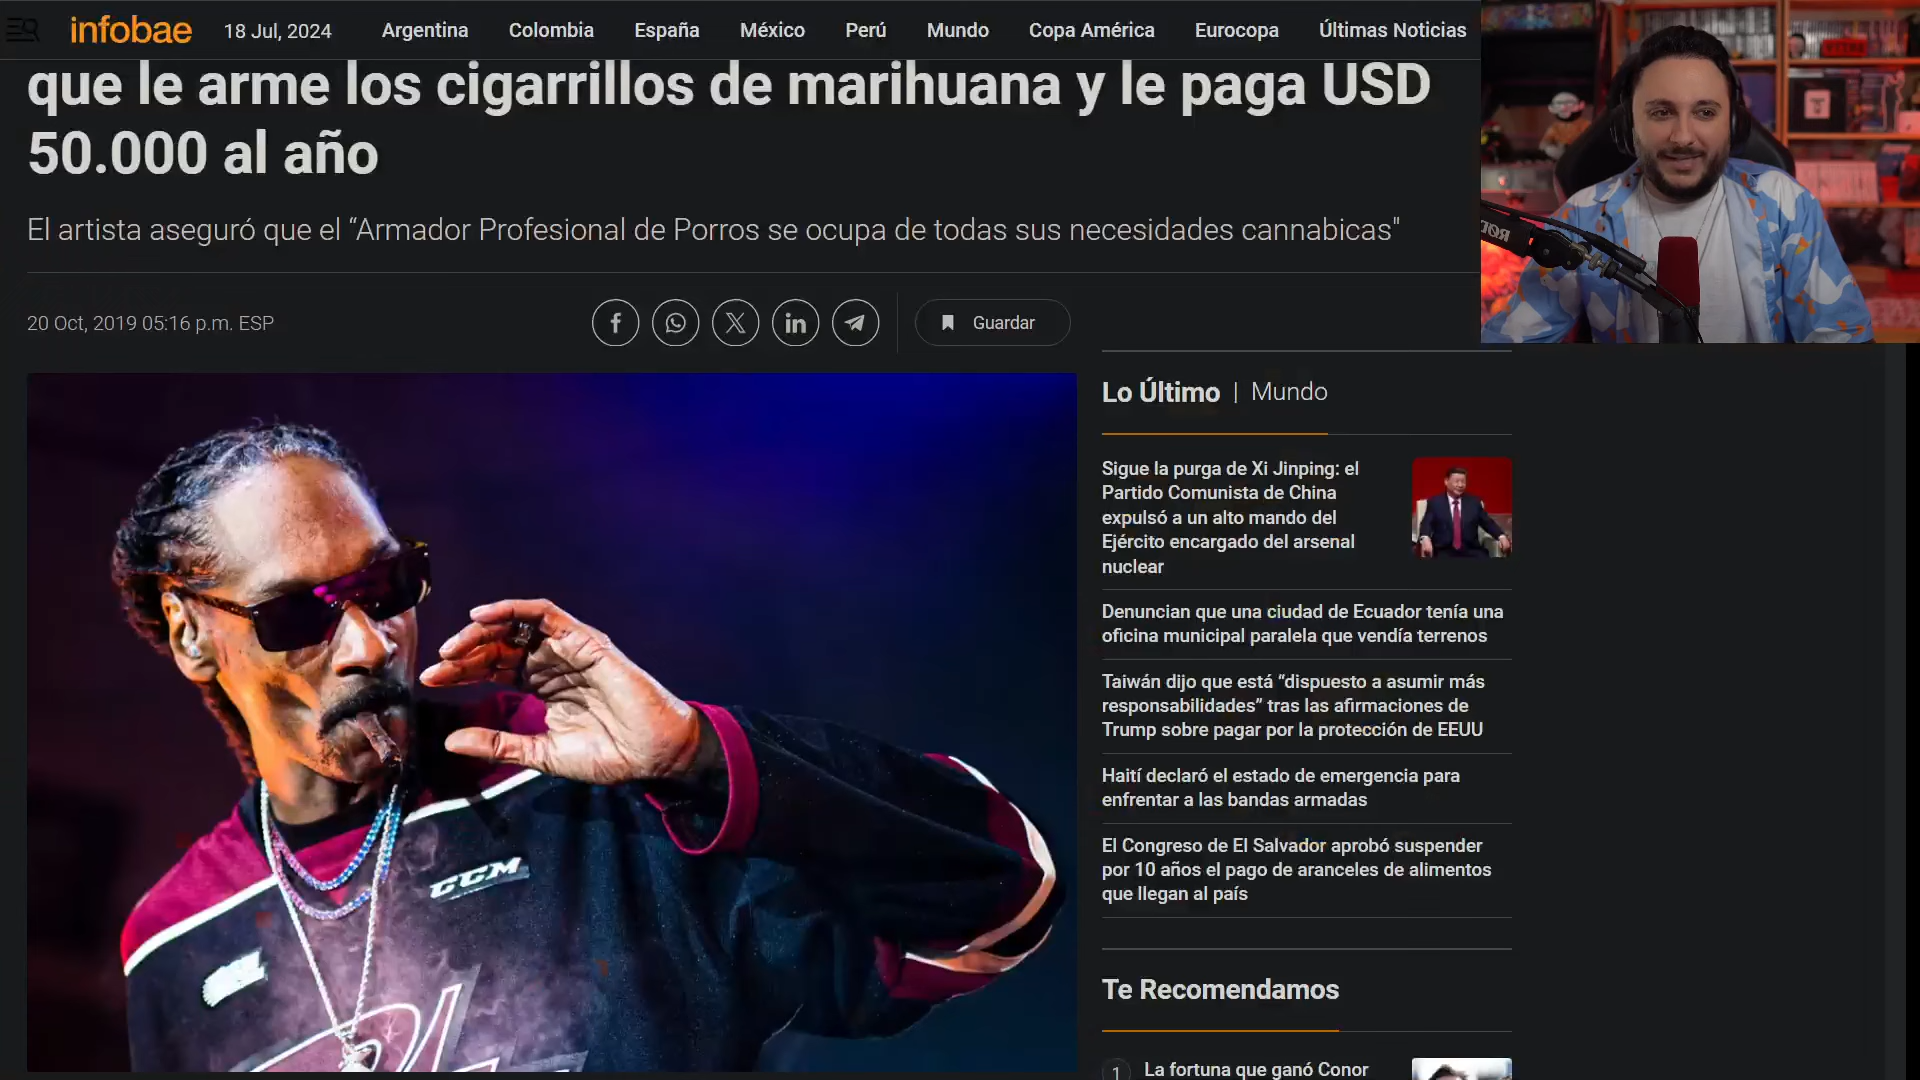 infobae
18 Jul, 2024
Argentina
Colombia
España
México
Perú
Mundo
Copa América
Eurocopa
Últimas Noticias
que le arme los cigarrillos de marihuana y le paga USD
50.000 al año
El artista aseguró que el “Armador Profesional de Porros se ocupa de todas sus necesidades cannabicas"
20 Oct, 2019 05:16 p.m. ESP
Guardar
CCM
Lo Último | Mundo
Sigue la purga de Xi Jinping: el
Partido Comunista de China
expulsó a un alto mando del
Ejército encargado del arsenal
nuclear
Denuncian que una ciudad de Ecuador tenía una
oficina municipal paralela que vendía terrenos
Taiwán dijo que está “dispuesto a asumir más
responsabilidades” tras las afirmaciones de
Trump sobre pagar por la protección de EEUU
Haití declaró el estado de emergencia para
enfrentar a las bandas armadas
El Congreso de El Salvador aprobó suspender
por 10 años el pago de aranceles de alimentos
que llegan al país
Te Recomendamos
1
La fortuna que ganó Conor